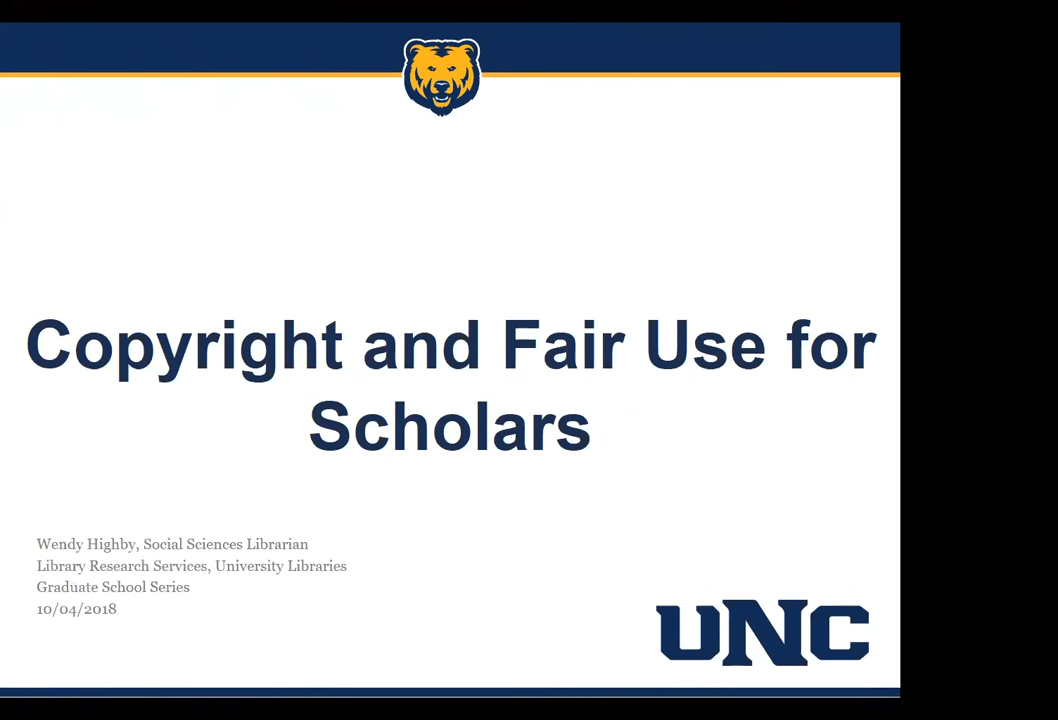 Copyright and Fair Use for
Scholars
Wendy Highby, Social Sciences Librarian
Library Research Services, University Libraries
Graduate School Series
10/04/2018
UNC